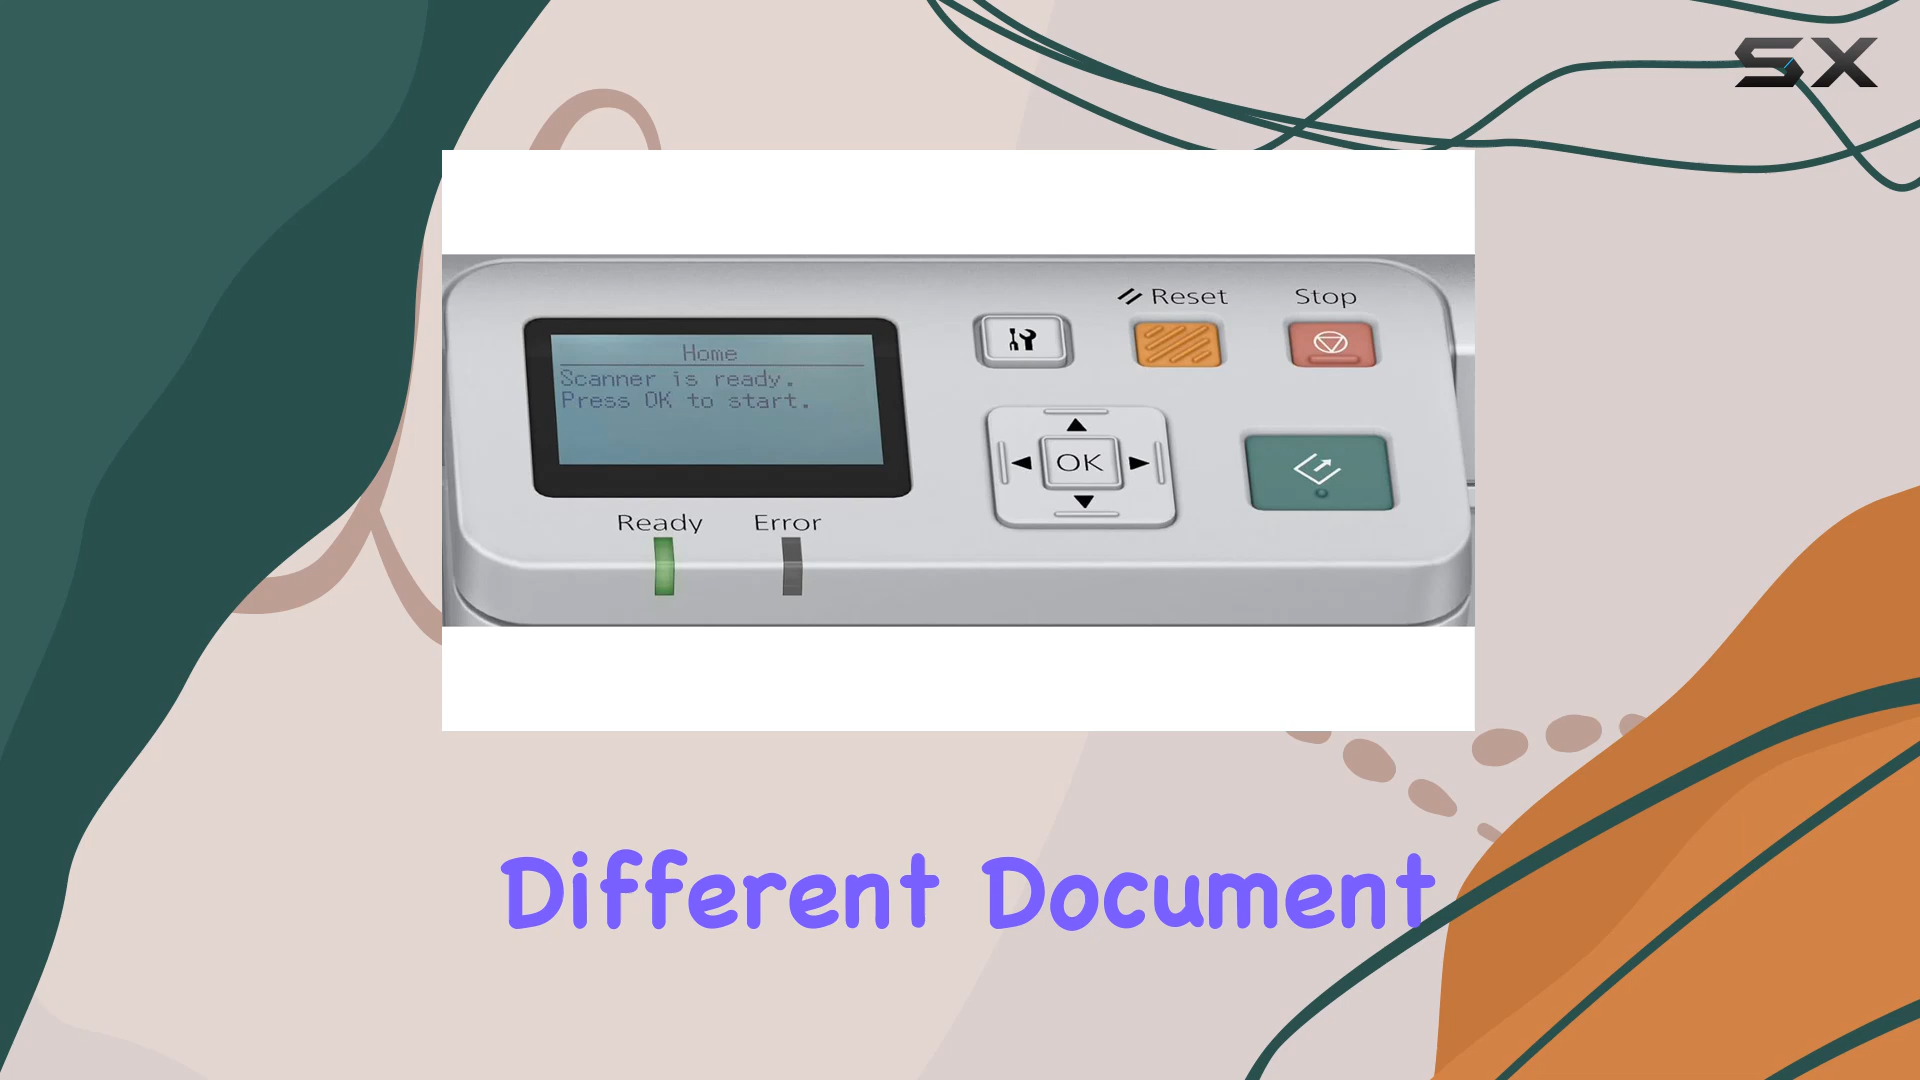 SX
Reset Stop
Home
Scanner is ready.
Press OK to start.
OK
Ready Error
Different Document